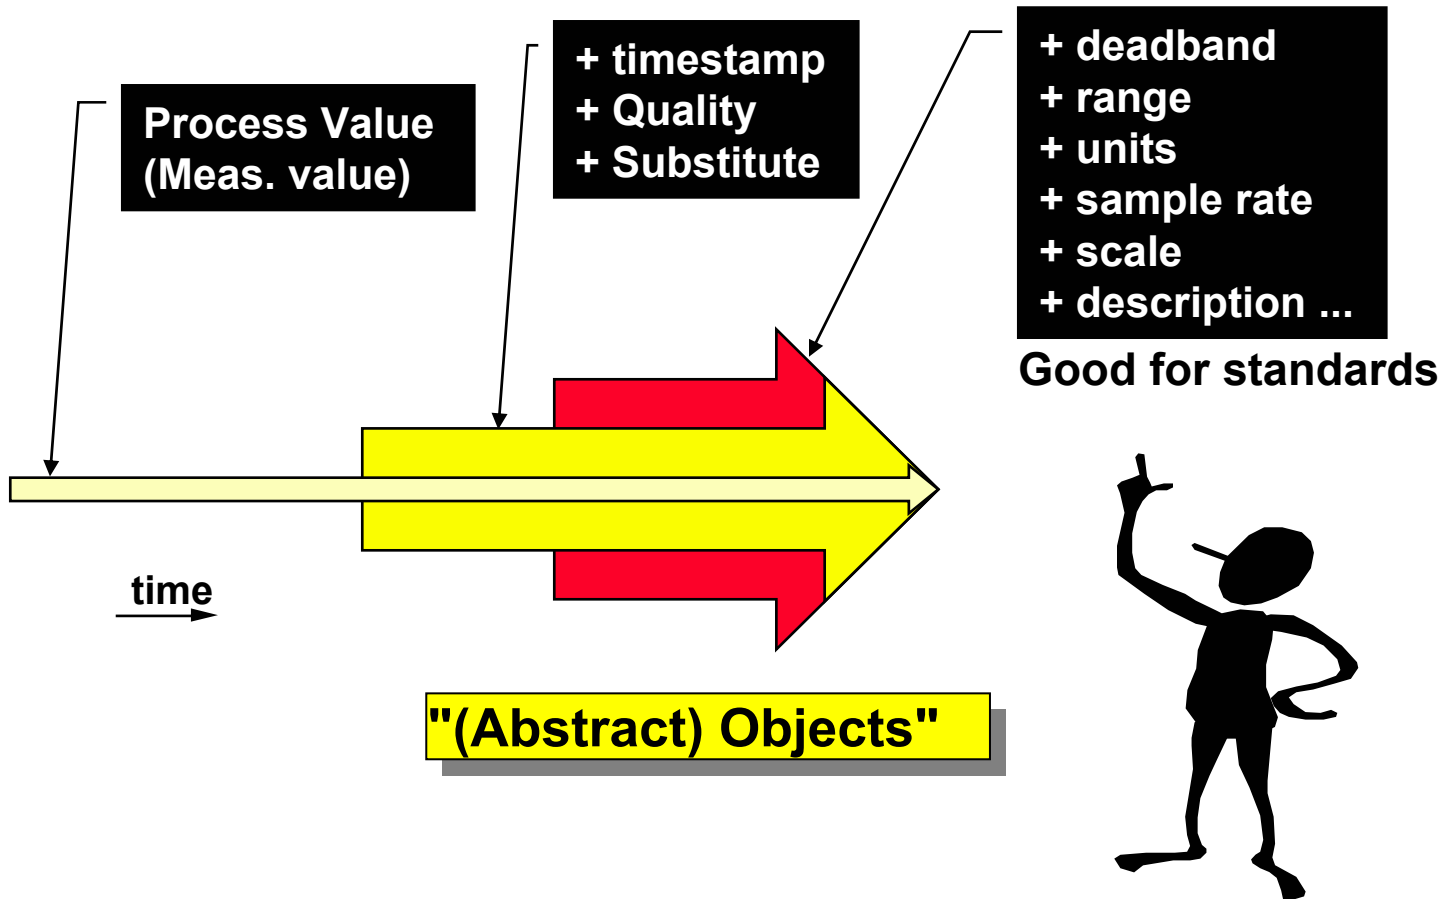 Process Value
(Meas. value)
+ timestamp
+ Quality
+ Substitute
+ deadband
+ range
+ units
+ sample rate
+ scale
+ description ...
Good for standards
time
"(Abstract) Objects"